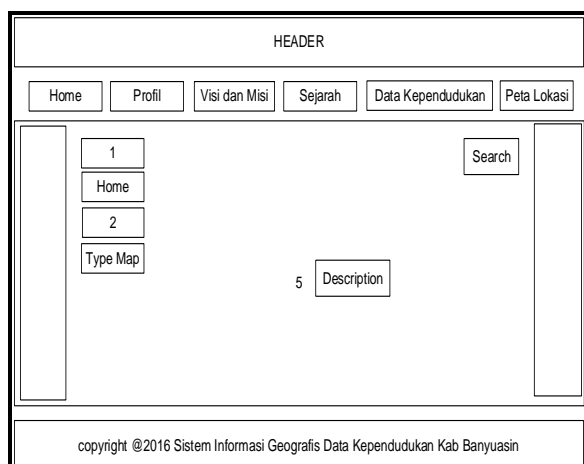 HEADER
Home Profil Visi dan Misi Sejarah Data Kependudukan Peta Lokasi
1
Search
Home
2
Type Map
5 Description
copyright @2016 Sistem Informasi Geografis Data Kependudukan Kab Banyuasin